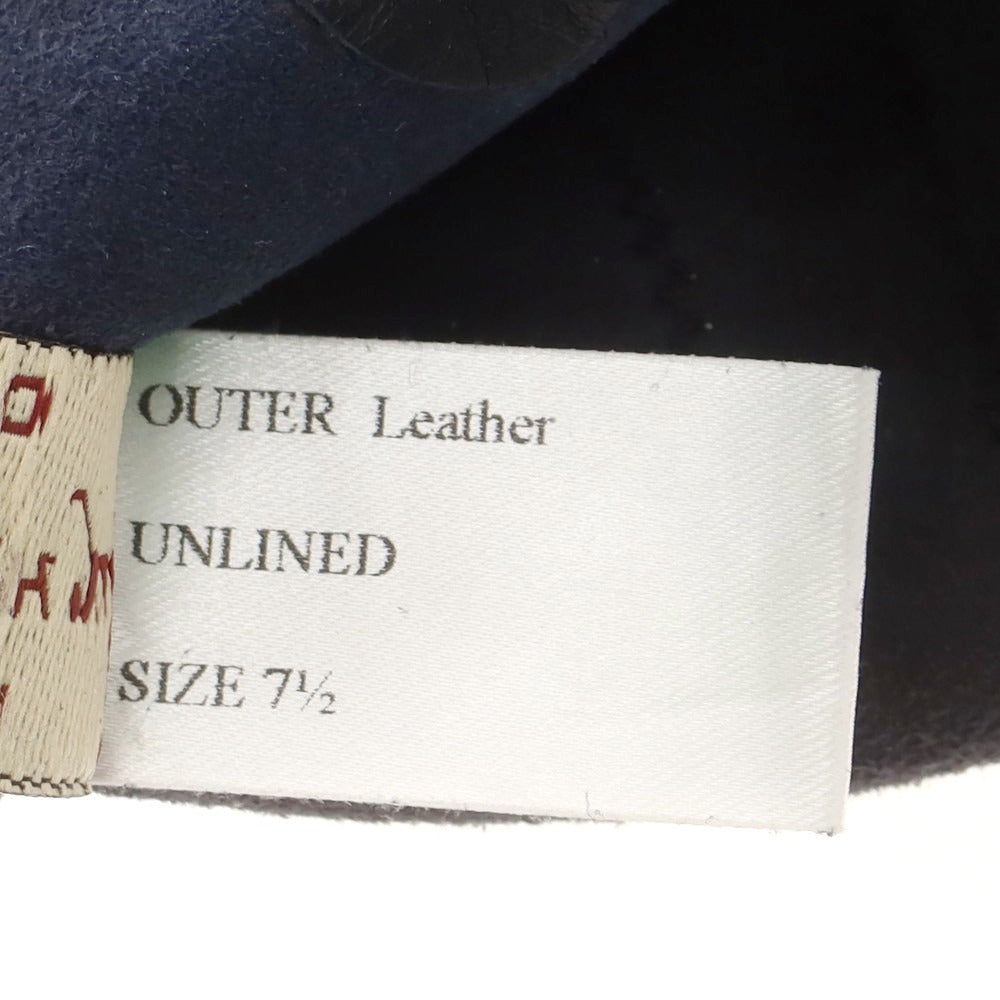 OUTER Leather
UNLINED
SIZE 7½